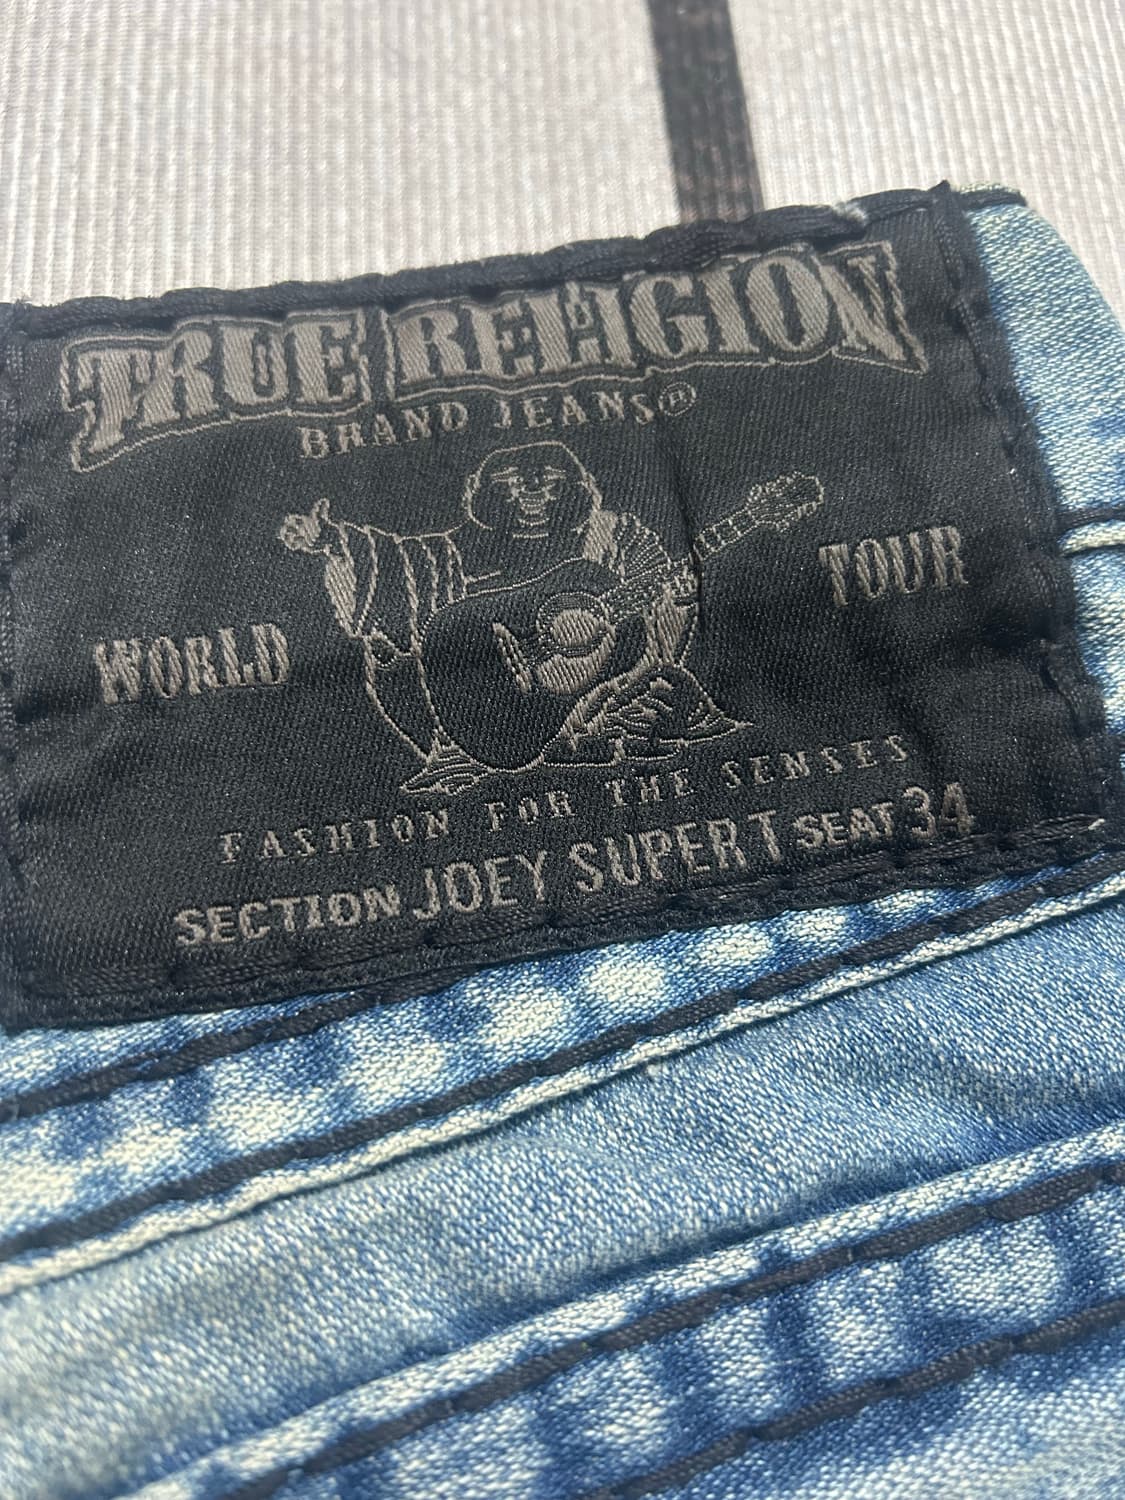 TRUE RELIGION
BRAND JEANS®
WORLD TOUR
FASHION FOR THE SENSES
SECTION JOEY SUPER T SEAT 34